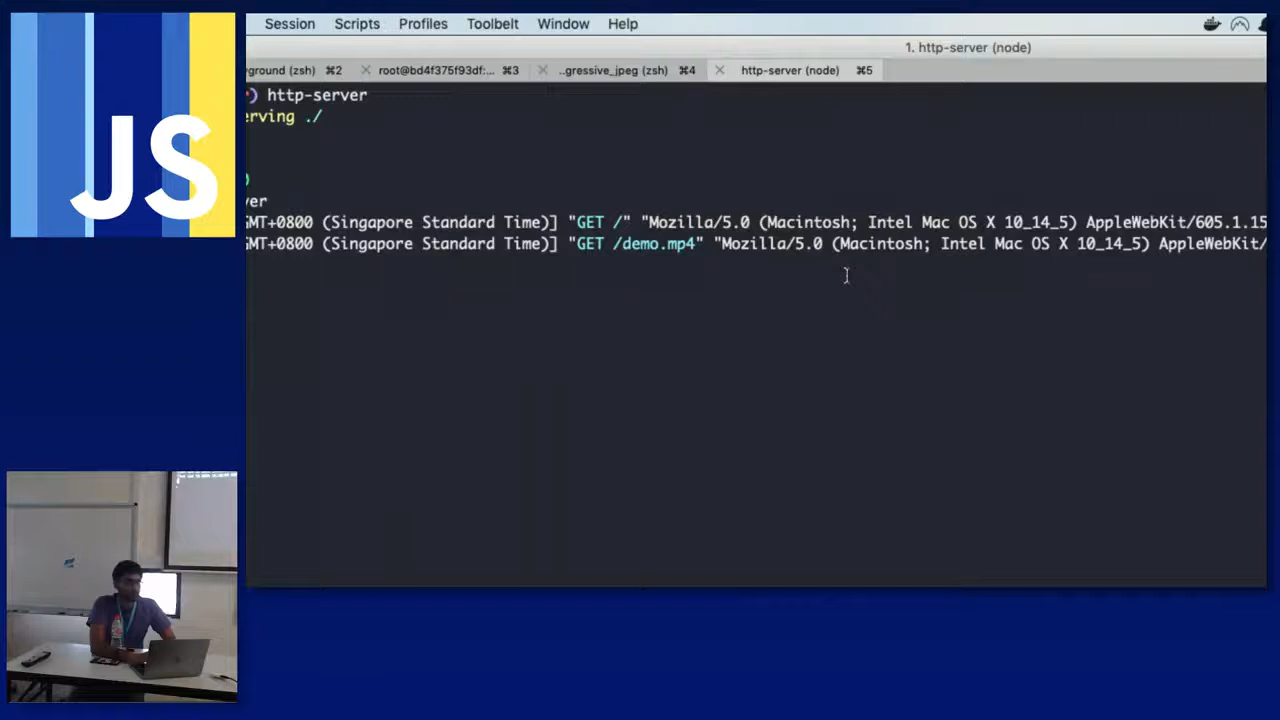 JS
Session Scripts Profiles Toolbelt Window Help
1. http-server (node)
ground (zsh) ⌘2 root@bd4f375f93df:... ⌘3 ..gressive_jpeg (zsh) ⌘4 http-server (node) ⌘5
) http-server
erving ./
ver
GMT+0800 (Singapore Standard Time)] "GET /" "Mozilla/5.0 (Macintosh; Intel Mac OS X 10_14_5) AppleWebKit/605.1.15
GMT+0800 (Singapore Standard Time)] "GET /demo.mp4" "Mozilla/5.0 (Macintosh; Intel Mac OS X 10_14_5) AppleWebKit/